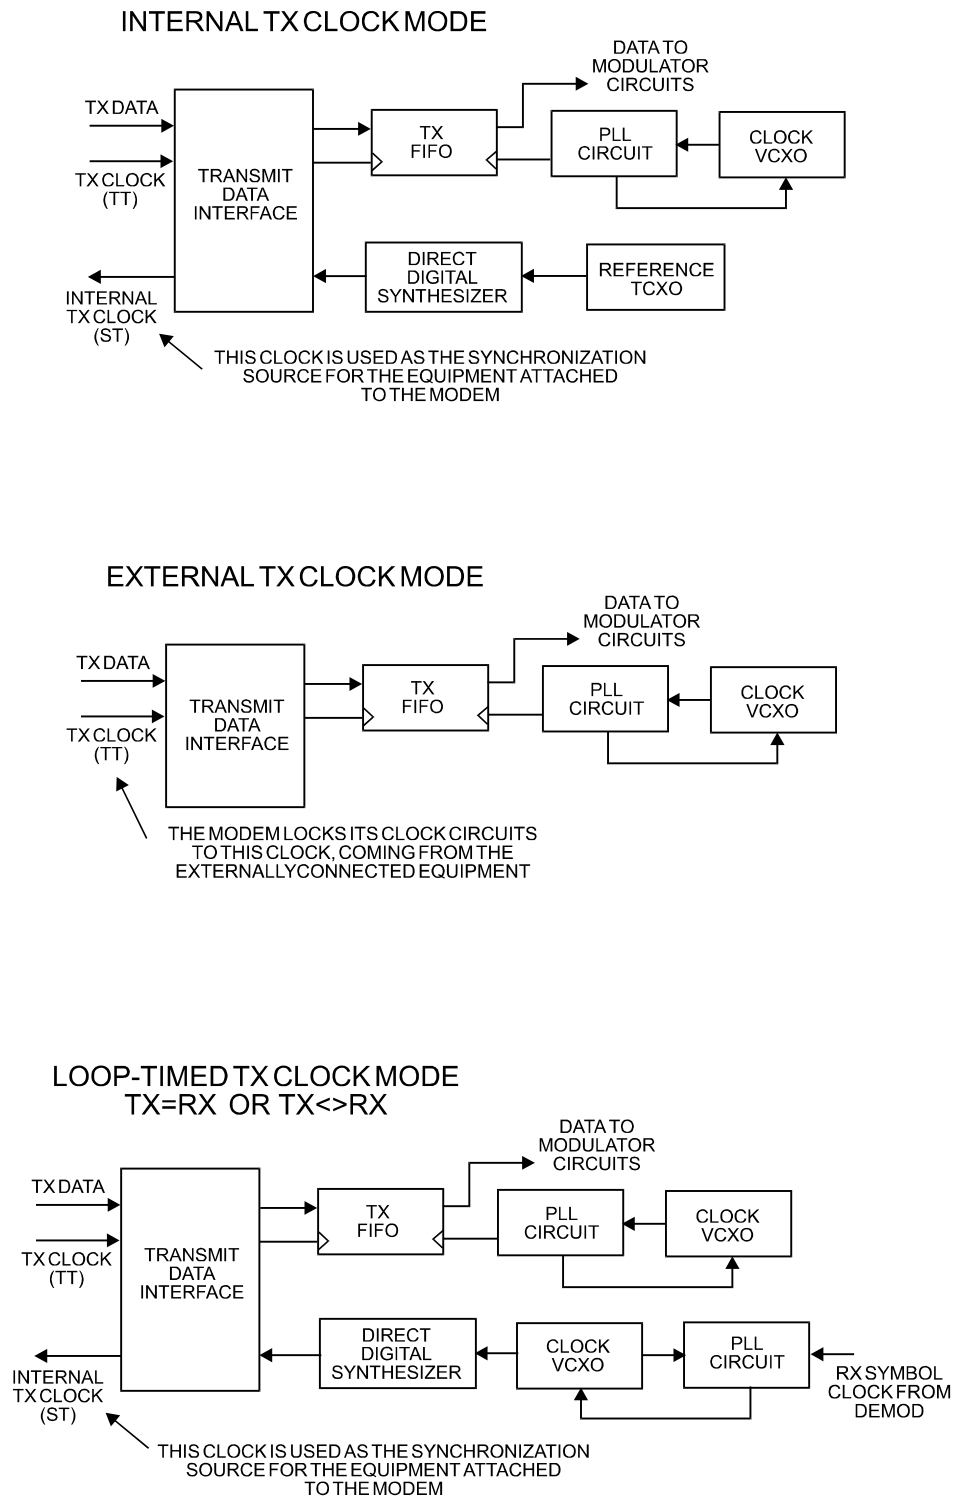 INTERNAL TX CLOCK MODE
DATA TO
MODULATOR
CIRCUITS
TX DATA
TX CLOCK
(TT)
TRANSMIT
DATA
INTERFACE
TX
FIFO
PLL
CIRCUIT
CLOCK
VCXO
DIRECT
DIGITAL
SYNTHESIZER
REFERENCE
TCXO
INTERNAL
TX CLOCK
(ST)
THIS CLOCK IS USED AS THE SYNCHRONIZATION
SOURCE FOR THE EQUIPMENT ATTACHED
TO THE MODEM
EXTERNAL TX CLOCK MODE
DATA TO
MODULATOR
CIRCUITS
TX DATA
TX CLOCK
(TT)
TRANSMIT
DATA
INTERFACE
TX
FIFO
PLL
CIRCUIT
CLOCK
VCXO
THE MODEM LOCKS ITS CLOCK CIRCUITS
TO THIS CLOCK, COMING FROM THE
EXTERNALLY CONNECTED EQUIPMENT
LOOP-TIMED TX CLOCK MODE
TX=RX OR TX<>RX
DATA TO
MODULATOR
CIRCUITS
TX DATA
TX CLOCK
(TT)
TRANSMIT
DATA
INTERFACE
TX
FIFO
PLL
CIRCUIT
CLOCK
VCXO
DIRECT
DIGITAL
SYNTHESIZER
CLOCK
VCXO
PLL
CIRCUIT
RX SYMBOL
CLOCK FROM
DEMOD
INTERNAL
TX CLOCK
(ST)
THIS CLOCK IS USED AS THE SYNCHRONIZATION
SOURCE FOR THE EQUIPMENT ATTACHED
TO THE MODEM